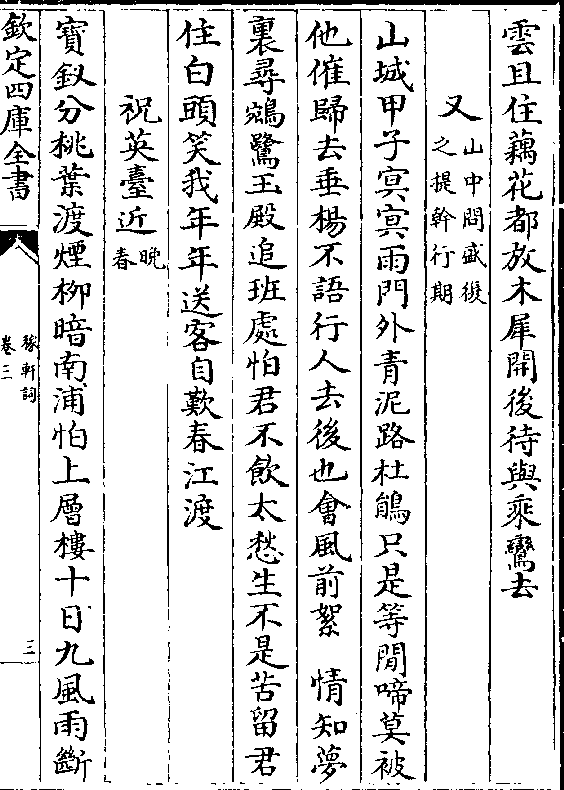 雲且住藕花都放木犀開後待與乘鸞去
又山中問盛復之提幹行期
山城甲子冥冥雨門外青泥路杜鵑只是等閒啼莫被
他催歸去垂楊不語行人去後也會風前絮　情知夢
裏尋鵷鷺玉殿追班處怕君不飲太愁生不是苦留君
住白頭笑我年年送客自歎春江渡
祝英臺近晩春
寶釵分桃葉渡煙柳暗南浦怕上層樓十日九風雨斷
欽定四庫全書
稼軒詞
卷三
三